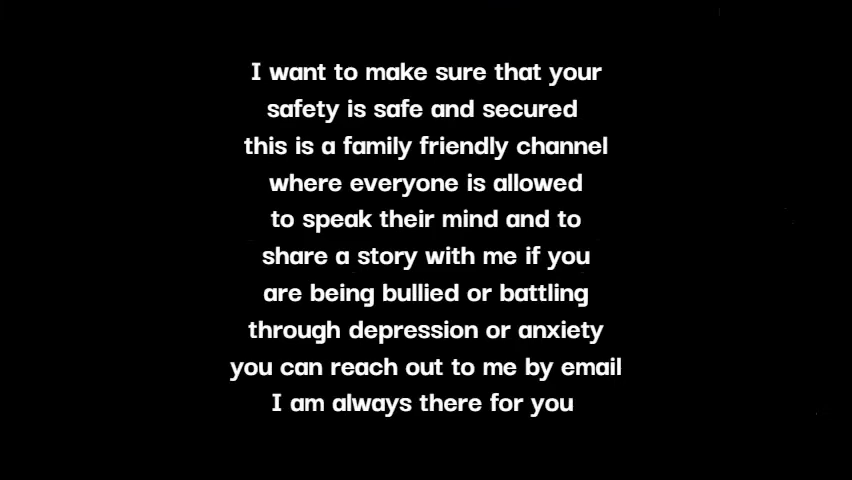 I want to make sure that your
safety is safe and secured
this is a family friendly channel
where everyone is allowed
to speak their mind and to
share a story with me if you
are being bullied or battling
through depression or anxiety
you can reach out to me by email
I am always there for you